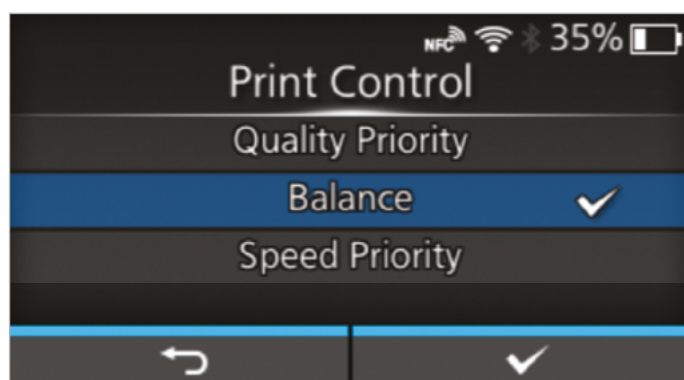 NFC 35%
Print Control
Quality Priority
Balance
Speed Priority